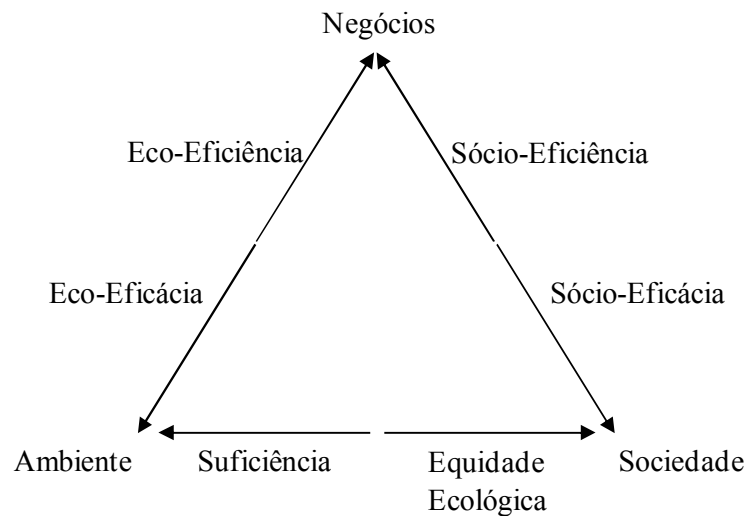 Negócios
Eco-Eficiência
Sócio-Eficiência
Eco-Eficácia
Sócio-Eficácia
Ambiente
Suficiência
Equidade
Ecológica
Sociedade